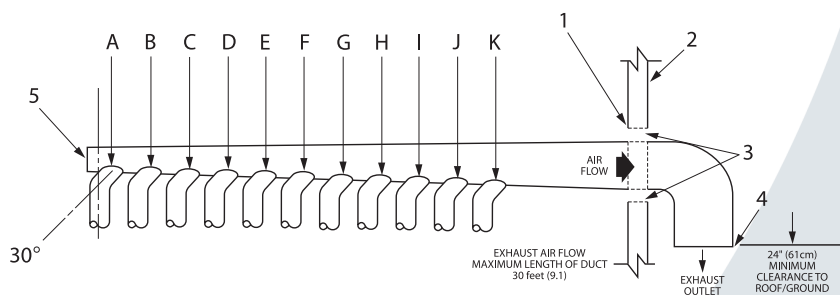 A B C D E F G H I J K
1
2
5
3
AIR
FLOW
4
30°
EXHAUST AIR FLOW
MAXIMUM LENGTH OF DUCT
30 feet (9.1)
EXHAUST
OUTLET
24" (61cm)
MINIMUM
CLEARANCE TO
ROOF/GROUND